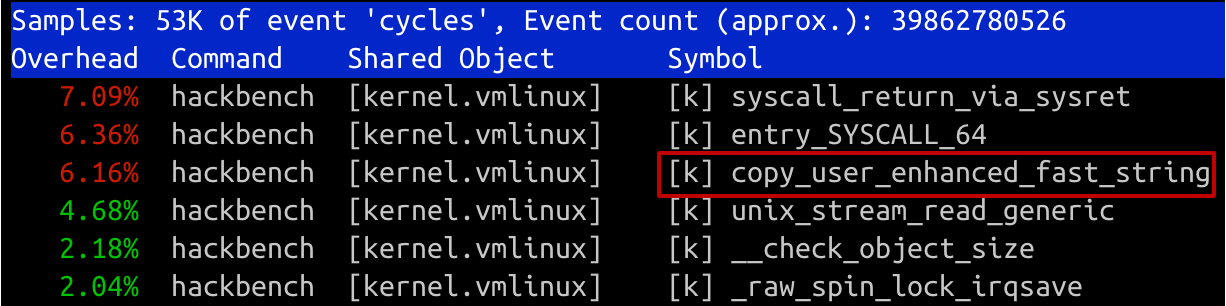 Samples: 53K of event 'cycles', Event count (approx.): 39862780526
Overhead  Command    Shared Object       Symbol
   7.09%  hackbench  [kernel.vmlinux]    [k] syscall_return_via_sysret
   6.36%  hackbench  [kernel.vmlinux]    [k] entry_SYSCALL_64
   6.16%  hackbench  [kernel.vmlinux]    [k] copy_user_enhanced_fast_string
   4.68%  hackbench  [kernel.vmlinux]    [k] unix_stream_read_generic
   2.18%  hackbench  [kernel.vmlinux]    [k] __check_object_size
   2.04%  hackbench  [kernel.vmlinux]    [k] _raw_spin_lock_irqsave